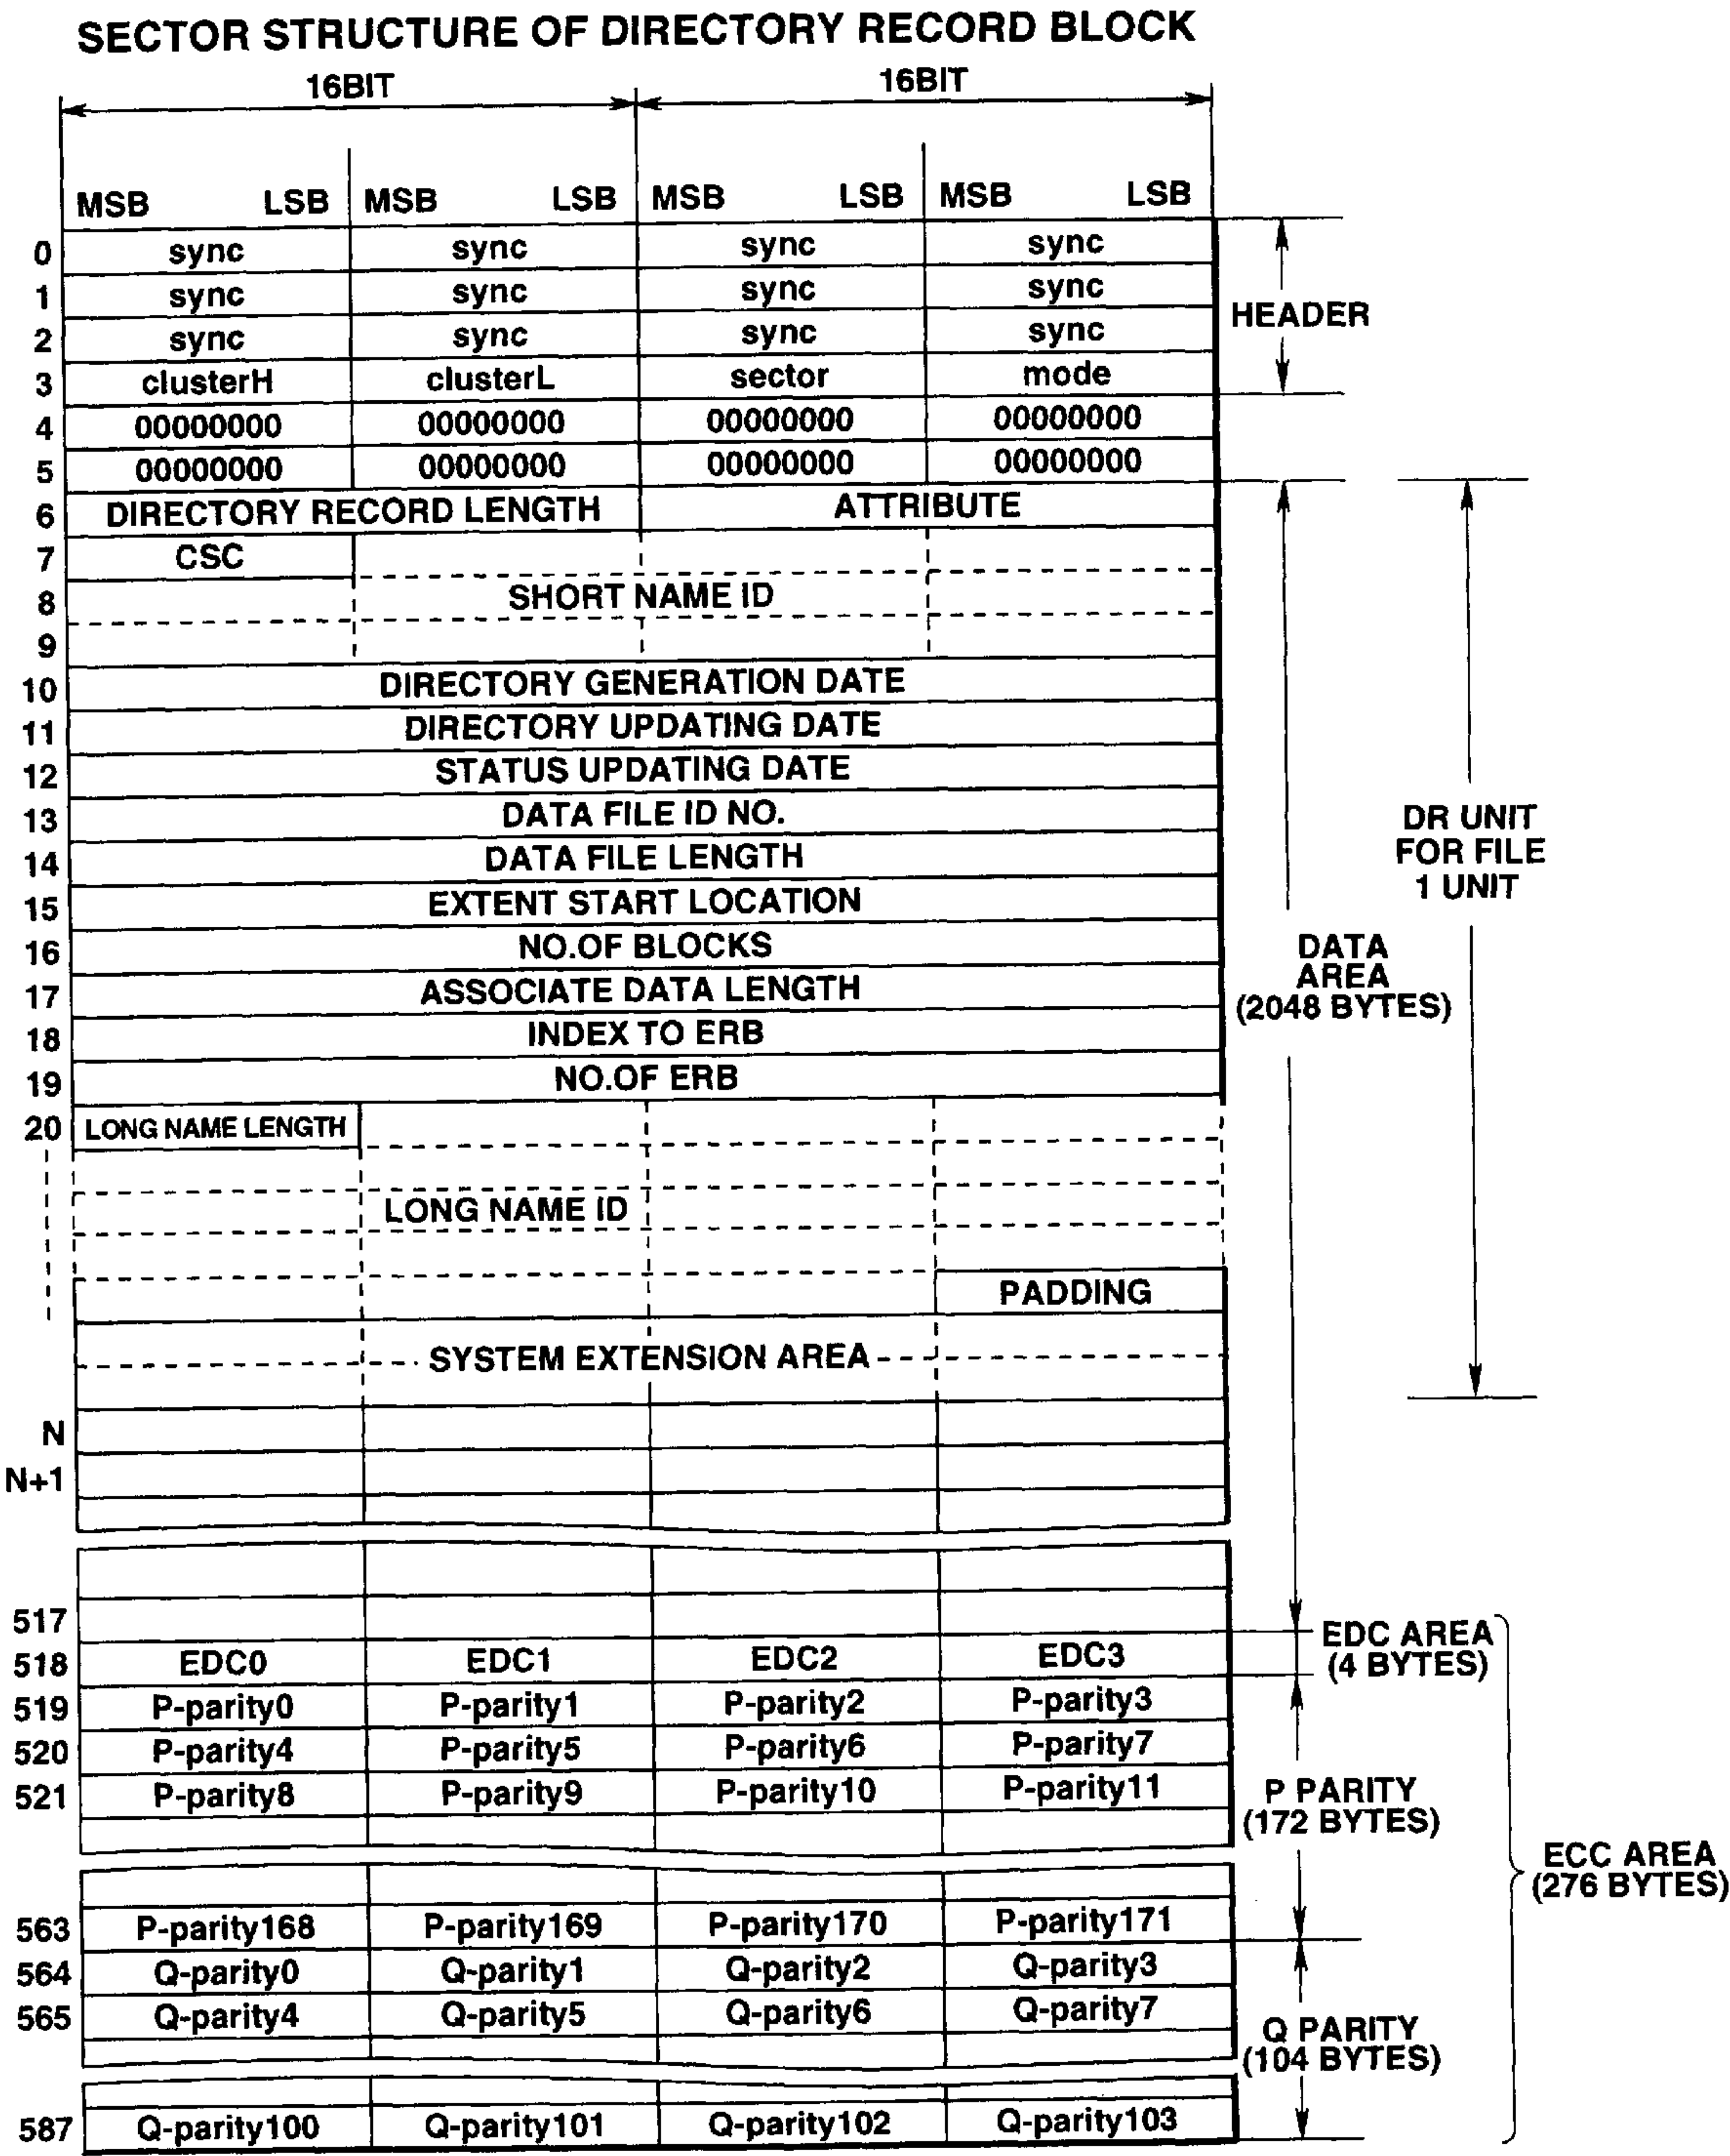 SECTOR STRUCTURE OF DIRECTORY RECORD BLOCK
16BIT 16BIT
MSB LSB MSB LSB MSB LSB MSB LSB
0 sync sync sync sync
1 sync sync sync sync
2 sync sync sync sync
HEADER
3 clusterH clusterL sector mode
4 00000000 00000000 00000000 00000000
5 00000000 00000000 00000000 00000000
6 DIRECTORY RECORD LENGTH ATTRIBUTE
7 CSC
8 SHORT NAME ID
9
10 DIRECTORY GENERATION DATE
11 DIRECTORY UPDATING DATE
12 STATUS UPDATING DATE
13 DATA FILE ID NO.
14 DATA FILE LENGTH
15 EXTENT START LOCATION
16 NO.OF BLOCKS
17 ASSOCIATE DATA LENGTH
18 INDEX TO ERB
19 NO.OF ERB
20 LONG NAME LENGTH
LONG NAME ID
PADDING
SYSTEM EXTENSION AREA
N
N+1
DATA
AREA
(2048 BYTES)
DR UNIT
FOR FILE
1 UNIT
517
518 EDC0 EDC1 EDC2 EDC3
EDC AREA
(4 BYTES)
519 P-parity0 P-parity1 P-parity2 P-parity3
520 P-parity4 P-parity5 P-parity6 P-parity7
521 P-parity8 P-parity9 P-parity10 P-parity11
P PARITY
(172 BYTES)
ECC AREA
(276 BYTES)
563 P-parity168 P-parity169 P-parity170 P-parity171
564 Q-parity0 Q-parity1 Q-parity2 Q-parity3
565 Q-parity4 Q-parity5 Q-parity6 Q-parity7
Q PARITY
(104 BYTES)
587 Q-parity100 Q-parity101 Q-parity102 Q-parity103